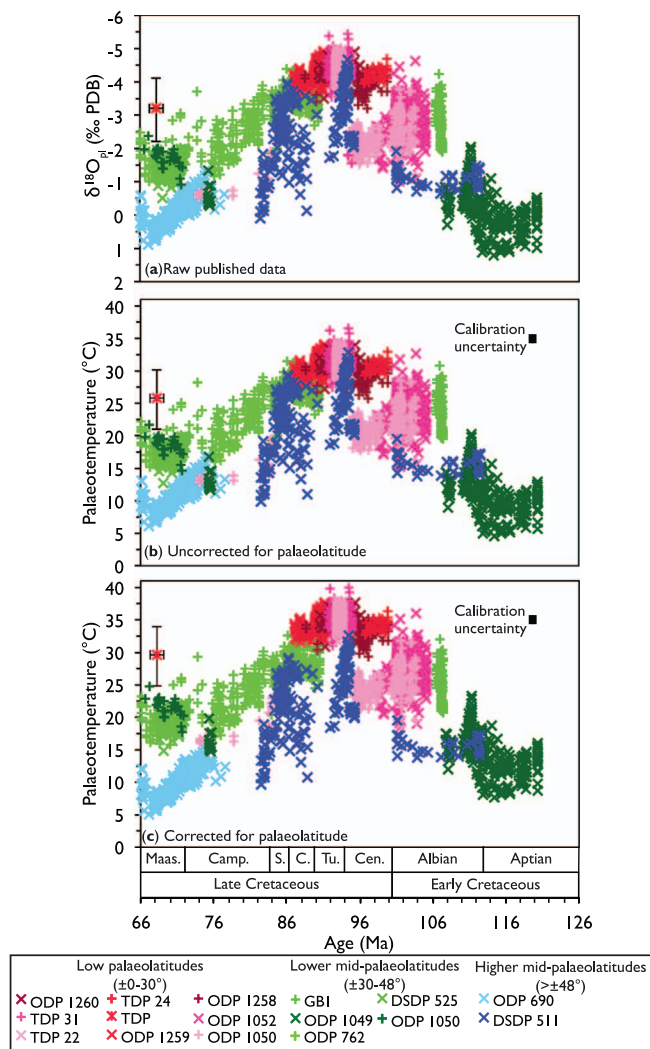 -6
-5
-4
-3
-2
-1
0
1
2
δ¹⁸Opl (‰ PDB)
(a)Raw published data
40
35
30
25
20
15
10
5
0
Palaeotemperature (°C)
Calibration
uncertainty
(b) Uncorrected for palaeolatitude
40
35
30
25
20
15
10
5
0
Palaeotemperature (°C)
Calibration
uncertainty
(c) Corrected for palaeolatitude
Maas. Camp. S. C. Tu. Cen. Albian Aptian
Late Cretaceous Early Cretaceous
66 76 86 96 106 116 126
Age (Ma)
Low palaeolatitudes
(±0-30°)
ODP 1260 TDP 24 ODP 1258
TDP 31 TDP ODP 1052
TDP 22 ODP 1259 ODP 1050
Lower mid-palaeolatitudes
(±30-48°)
GBI DSDP 525
ODP 1049 ODP 1050
ODP 762
Higher mid-palaeolatitudes
(>±48°)
ODP 690
DSDP 511